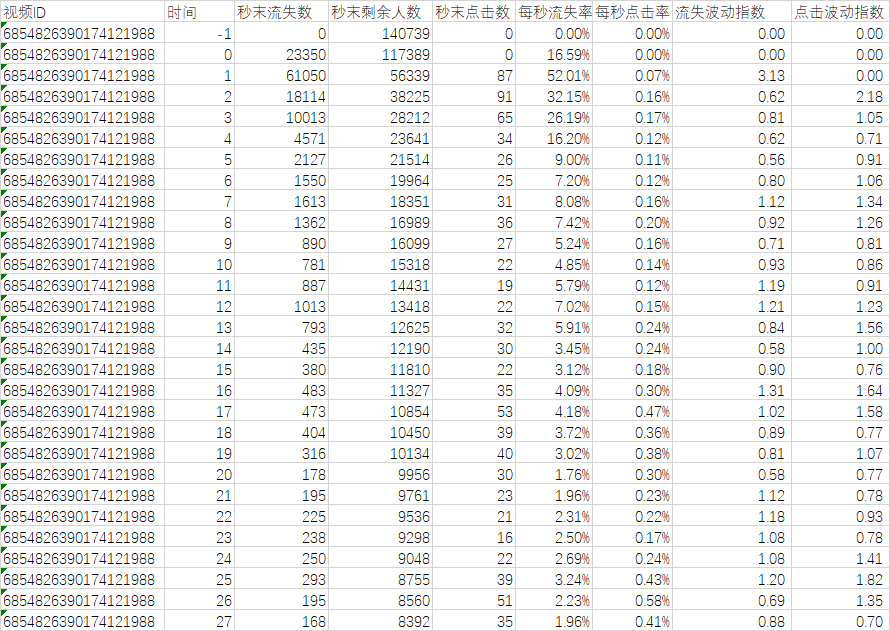 视频ID 时间 秒末流失数 秒末剩余人数 秒末点击数 每秒流失率 每秒点击率 流失波动指数 点击波动指数
6854826390174121988 -1 0 140739 0 0.00% 0.00% 0.00 0.00
6854826390174121988 0 23350 117389 0 16.59% 0.00% 0.00 0.00
6854826390174121988 1 61050 56339 87 52.01% 0.07% 3.13 0.00
6854826390174121988 2 18114 38225 91 32.15% 0.16% 0.62 2.18
6854826390174121988 3 10013 28212 65 26.19% 0.17% 0.81 1.05
6854826390174121988 4 4571 23641 34 16.20% 0.12% 0.62 0.71
6854826390174121988 5 2127 21514 26 9.00% 0.11% 0.56 0.91
6854826390174121988 6 1550 19964 25 7.20% 0.12% 0.80 1.06
6854826390174121988 7 1613 18351 31 8.08% 0.16% 1.12 1.34
6854826390174121988 8 1362 16989 36 7.42% 0.20% 0.92 1.26
6854826390174121988 9 890 16099 27 5.24% 0.16% 0.71 0.81
6854826390174121988 10 781 15318 22 4.85% 0.14% 0.93 0.86
6854826390174121988 11 887 14431 19 5.79% 0.12% 1.19 0.91
6854826390174121988 12 1013 13418 22 7.02% 0.15% 1.21 1.23
6854826390174121988 13 793 12625 32 5.91% 0.24% 0.84 1.56
6854826390174121988 14 435 12190 30 3.45% 0.24% 0.58 1.00
6854826390174121988 15 380 11810 22 3.12% 0.18% 0.90 0.76
6854826390174121988 16 483 11327 35 4.09% 0.30% 1.31 1.64
6854826390174121988 17 473 10854 53 4.18% 0.47% 1.02 1.58
6854826390174121988 18 404 10450 39 3.72% 0.36% 0.89 0.77
6854826390174121988 19 316 10134 40 3.02% 0.38% 0.81 1.07
6854826390174121988 20 178 9956 30 1.76% 0.30% 0.58 0.77
6854826390174121988 21 195 9761 23 1.96% 0.23% 1.12 0.78
6854826390174121988 22 225 9536 21 2.31% 0.22% 1.18 0.93
6854826390174121988 23 238 9298 16 2.50% 0.17% 1.08 0.78
6854826390174121988 24 250 9048 22 2.69% 0.24% 1.08 1.41
6854826390174121988 25 293 8755 39 3.24% 0.43% 1.20 1.82
6854826390174121988 26 195 8560 51 2.23% 0.58% 0.69 1.35
6854826390174121988 27 168 8392 35 1.96% 0.41% 0.88 0.70